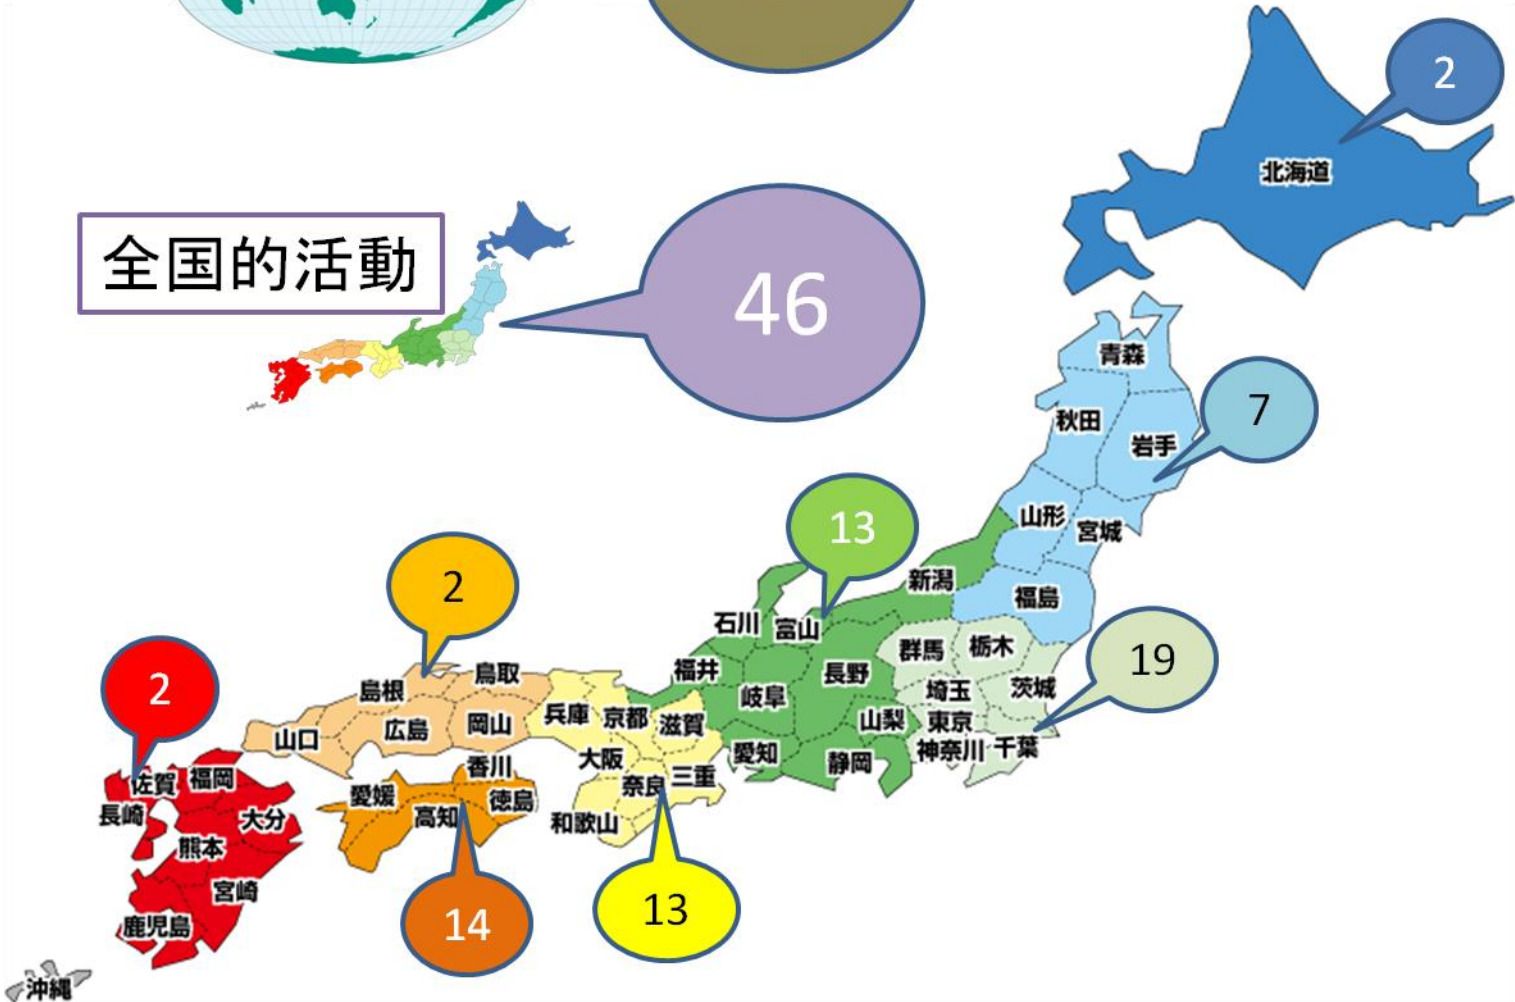 2
北海道
全国的活動
46
青森
7
秋田
岩手
13
山形
宮城
2
新潟
福島
石川
富山
群馬
栃木
19
2
福井
長野
鳥取
島根
岐阜
埼玉
茨城
兵庫
京都
滋賀
山梨
東京
広島
岡山
山口
愛知
静岡
神奈川
千葉
大阪
香川
佐賀
福岡
奈良
三重
愛媛
徳島
長崎
大分
高知
和歌山
熊本
宮崎
14
13
鹿児島
沖縄